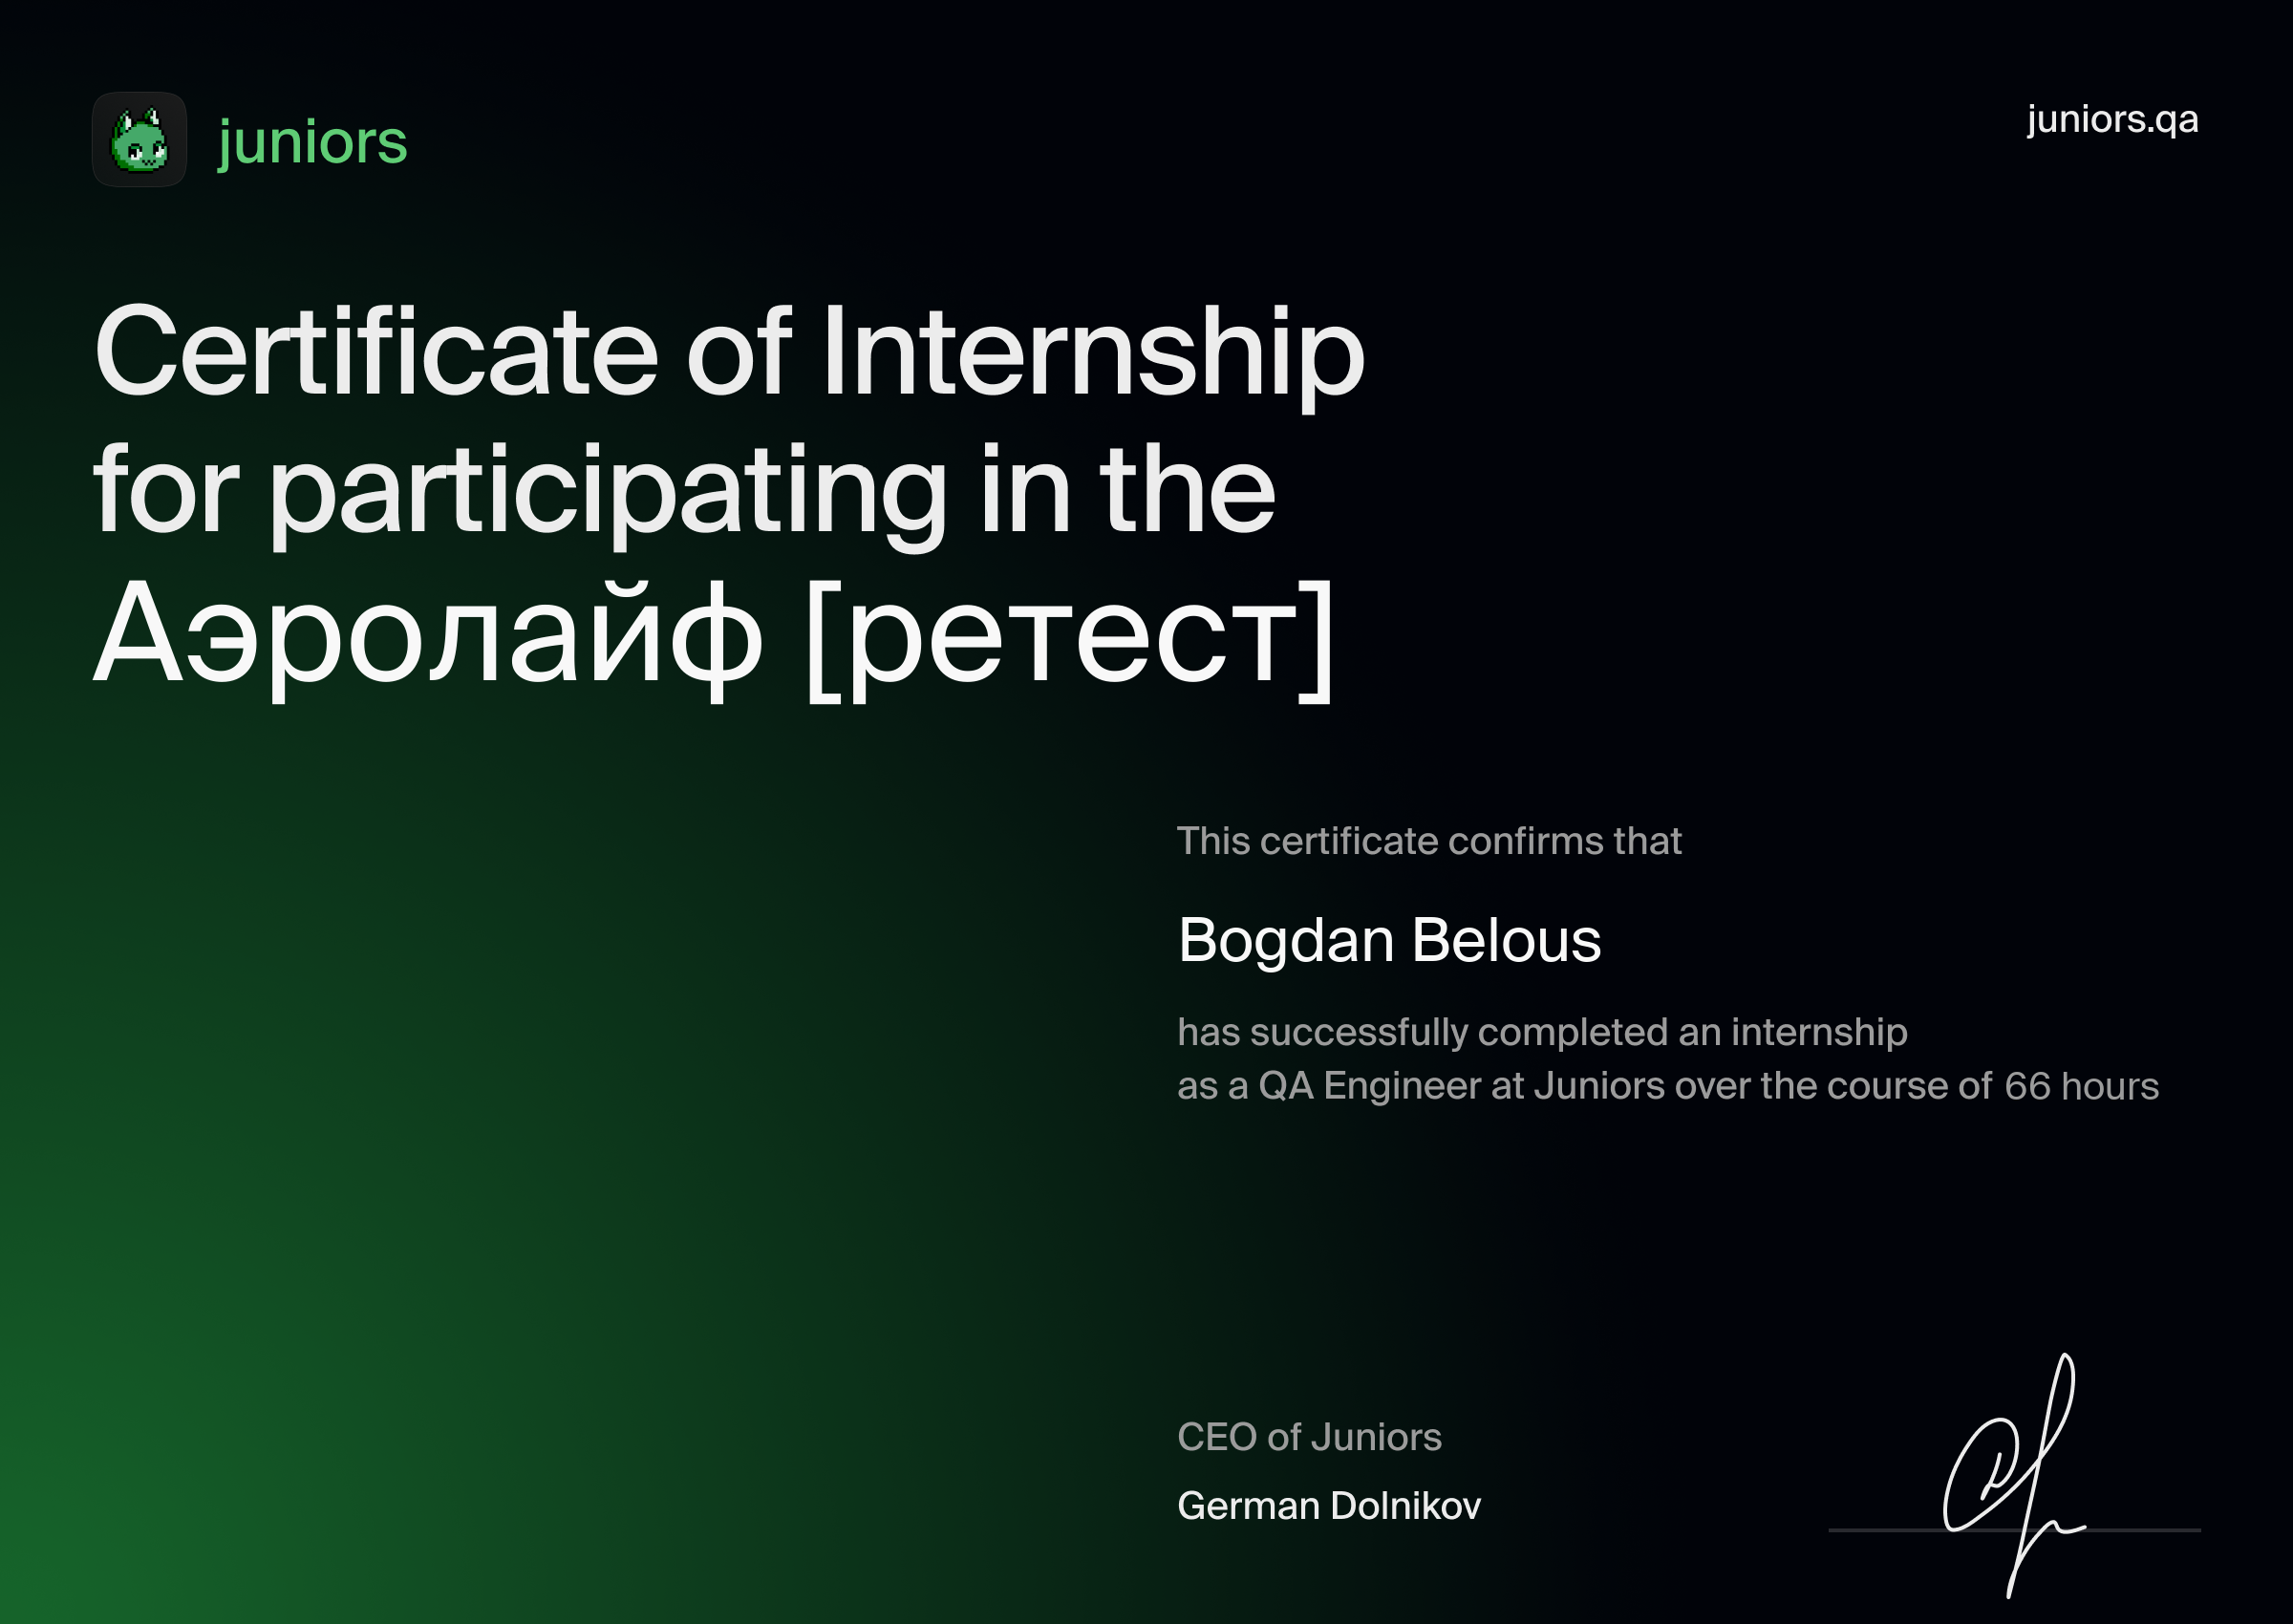 juniors
juniors.qa
Certificate of Internship
for participating in the
Аэролайф [ретест]
This certificate confirms that
Bogdan Belous
has successfully completed an internship
as a QA Engineer at Juniors over the course of 66 hours
CEO of Juniors
German Dolnikov